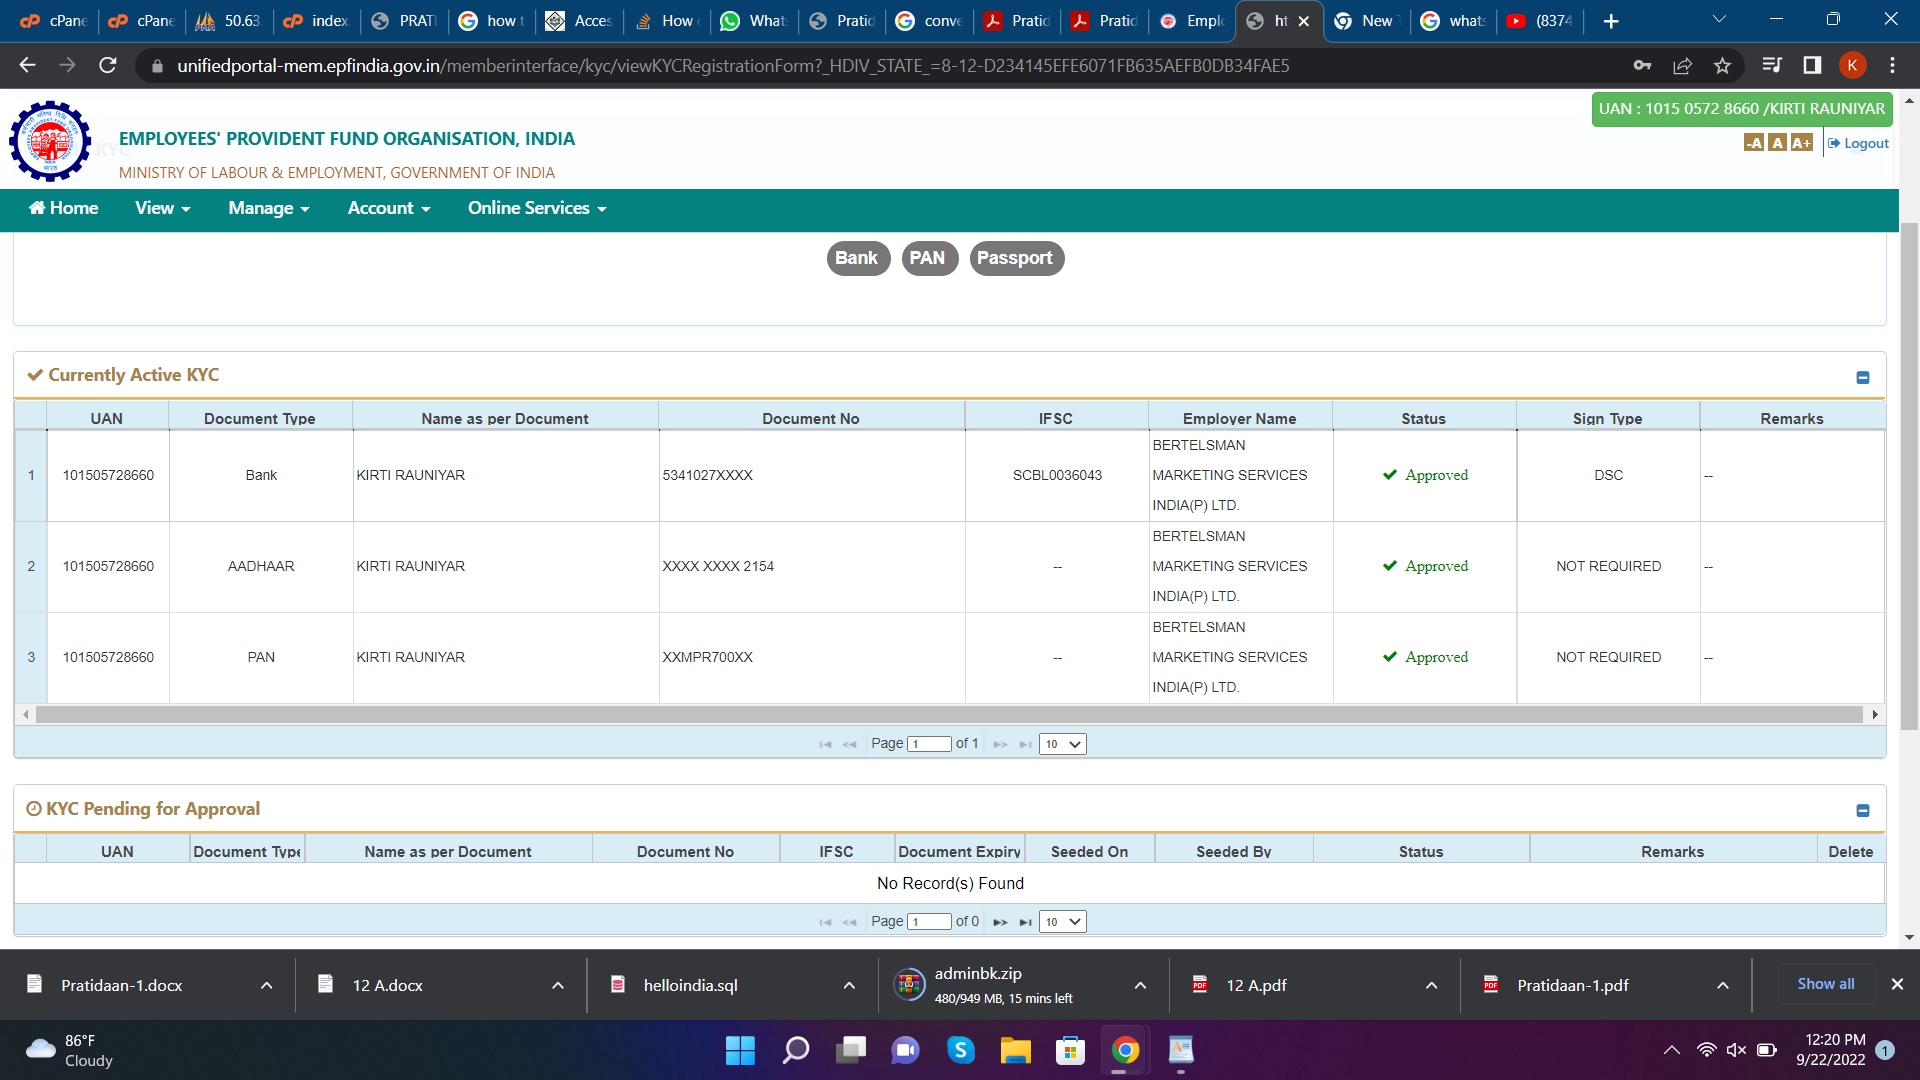 cPane
cPane
50.63.
index
PRATI
how t
Acces
How
What
Pratid
conve
Pratid
Pratid
Emplo
ht
New T
whats
(8374
unifiedportal-mem.epfindia.gov.in/memberinterface/kyc/viewKYCRegistrationForm?_HDIV_STATE_=8-12-D234145EFE6071FB635AEFB0DB34FAE5
K
UAN : 1015 0572 8660 /KIRTI RAUNIYAR
EMPLOYEES' PROVIDENT FUND ORGANISATION, INDIA
KYC
-A A A+ Logout
MINISTRY OF LABOUR & EMPLOYMENT, GOVERNMENT OF INDIA
Home View Manage Account Online Services
Bank PAN Passport
Currently Active KYC
UAN Document Type Name as per Document Document No IFSC Employer Name Status Sign Type Remarks
1 101505728660 Bank KIRTI RAUNIYAR 5341027XXXX SCBL0036043 BERTELSMAN MARKETING SERVICES INDIA(P) LTD. Approved DSC --
2 101505728660 AADHAAR KIRTI RAUNIYAR XXXX XXXX 2154 -- BERTELSMAN MARKETING SERVICES INDIA(P) LTD. Approved NOT REQUIRED --
3 101505728660 PAN KIRTI RAUNIYAR XXMPR700XX -- BERTELSMAN MARKETING SERVICES INDIA(P) LTD. Approved NOT REQUIRED --
Page 1 of 1 10
KYC Pending for Approval
UAN Document Type Name as per Document Document No IFSC Document Expiry Seeded On Seeded By Status Remarks Delete
No Record(s) Found
Page 1 of 0 10
Pratidaan-1.docx
12 A.docx
helloindia.sql
adminbk.zip
480/949 MB, 15 mins left
12 A.pdf
Pratidaan-1.pdf
Show all
86°F
Cloudy
12:20 PM
9/22/2022
1